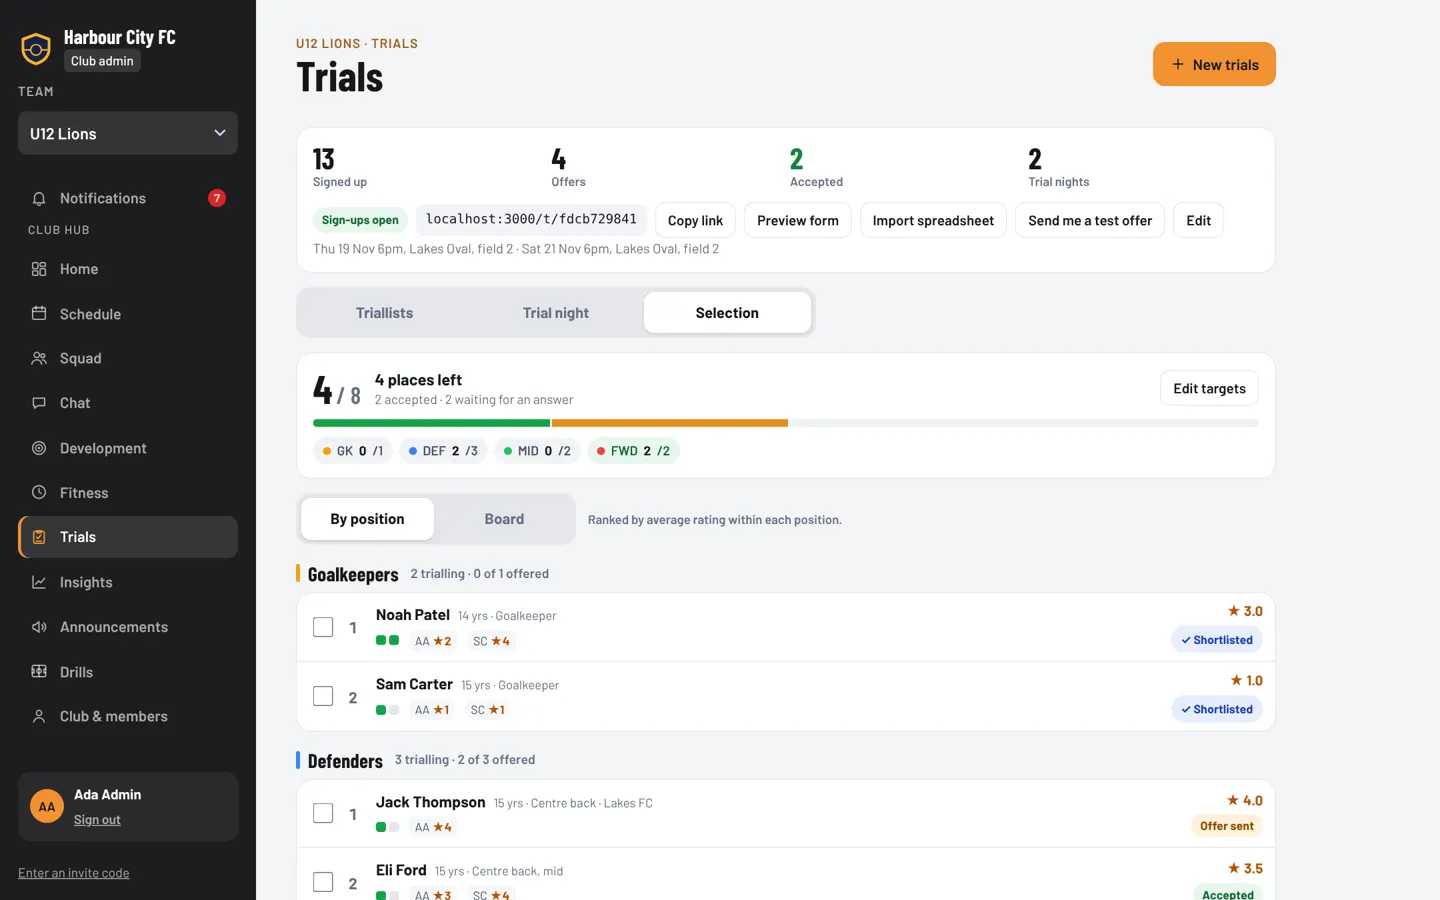 Harbour City FC
Club admin
TEAM
U12 Lions
Notifications 7
CLUB HUB
Home
Schedule
Squad
Chat
Development
Fitness
Trials
Insights
Announcements
Drills
Club & members
AA Ada Admin
Sign out
Enter an invite code
U12 LIONS · TRIALS
Trials
+ New trials
13 4 2 2
Signed up Offers Accepted Trial nights
Sign-ups open localhost:3000/t/fdcb729841 Copy link Preview form Import spreadsheet Send me a test offer Edit
Thu 19 Nov 6pm, Lakes Oval, field 2 · Sat 21 Nov 6pm, Lakes Oval, field 2
Triallists Trial night Selection
4 / 8 4 places left
2 accepted · 2 waiting for an answer
Edit targets
GK 0 /1 DEF 2 /3 MID 0 /2 FWD 2 /2
By position Board Ranked by average rating within each position.
Goalkeepers 2 trialling · 0 of 1 offered
1 Noah Patel 14 yrs · Goalkeeper ★ 3.0
AA ★2 SC ★4 ✓ Shortlisted
2 Sam Carter 15 yrs · Goalkeeper ★ 1.0
AA ★1 SC ★1 ✓ Shortlisted
Defenders 3 trialling · 2 of 3 offered
1 Jack Thompson 15 yrs · Centre back · Lakes FC ★ 4.0
AA ★4 Offer sent
2 Eli Ford 15 yrs · Centre back, mid ★ 3.5
AA ★3 SC ★4 Accepted